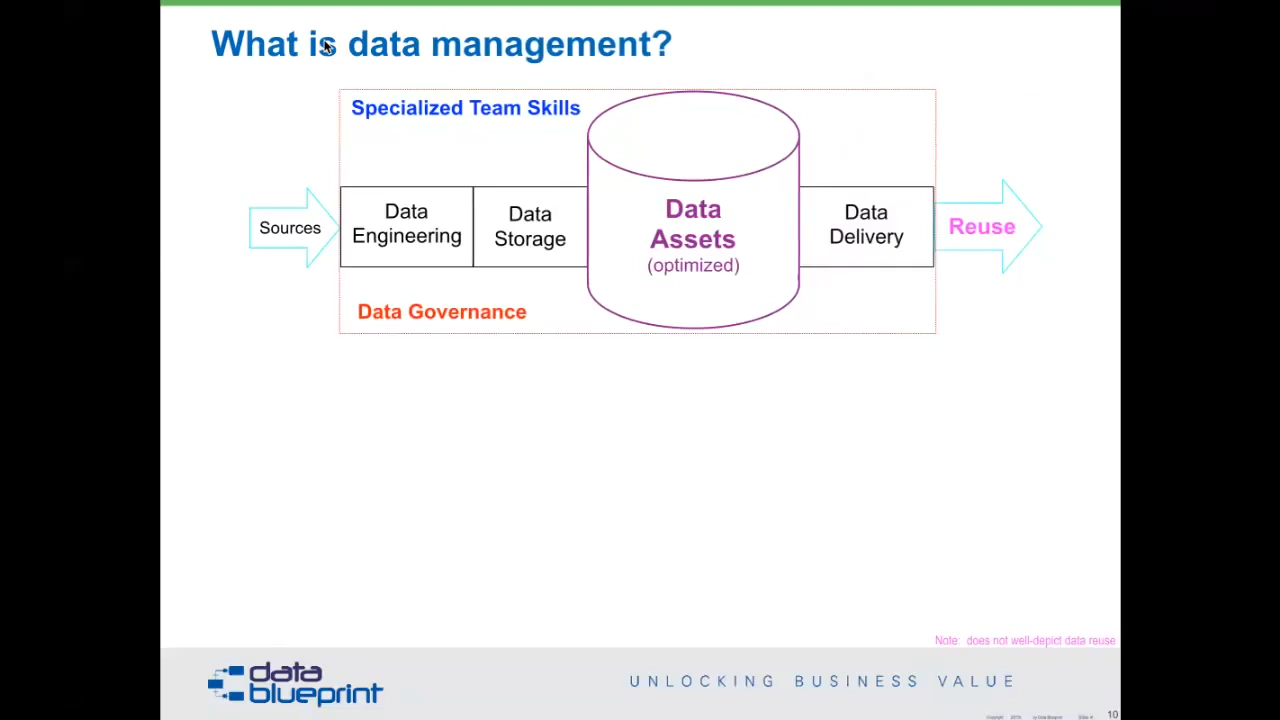 What is data management?
Specialized Team Skills
Sources
Data
Engineering
Data
Storage
Data
Assets
(optimized)
Data
Delivery
Reuse
Data Governance
Note: does not well-depict data reuse
data
blueprint
UNLOCKING BUSINESS VALUE
10